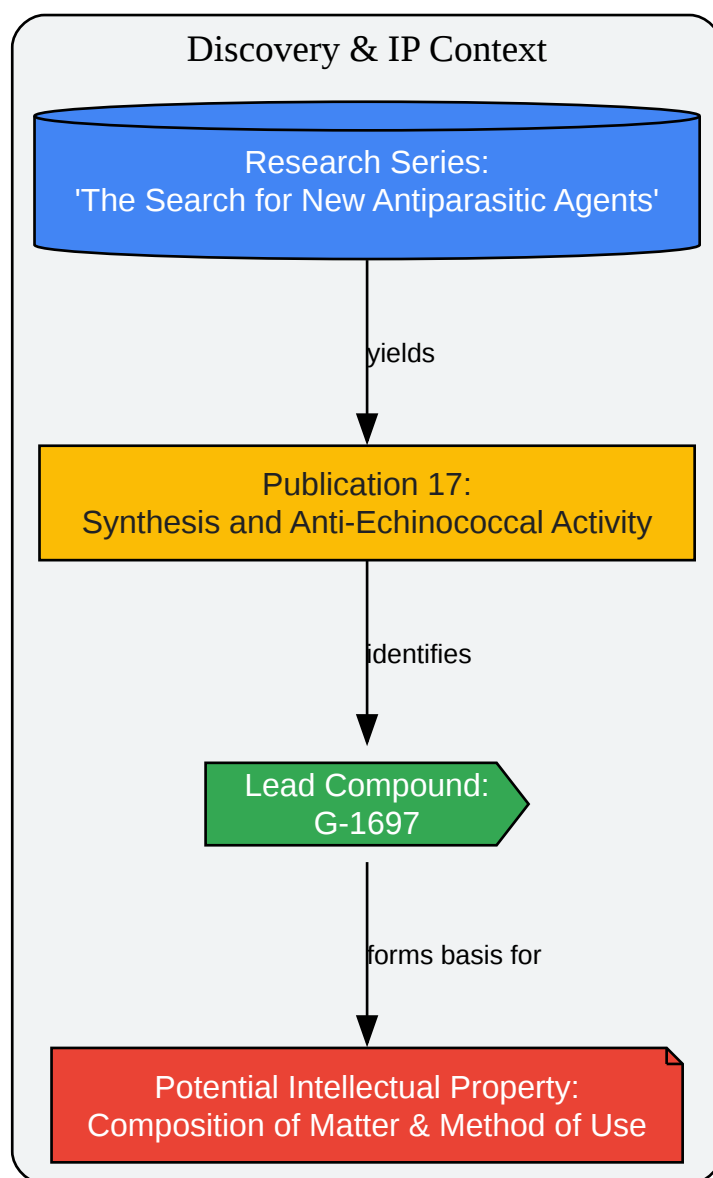 Discovery & IP Context
Research Series:
'The Search for New Antiparasitic Agents'
yields
Publication 17:
Synthesis and Anti-Echinococcal Activity
identifies
Lead Compound:
G-1697
forms basis for
Potential Intellectual Property:
Composition of Matter & Method of Use